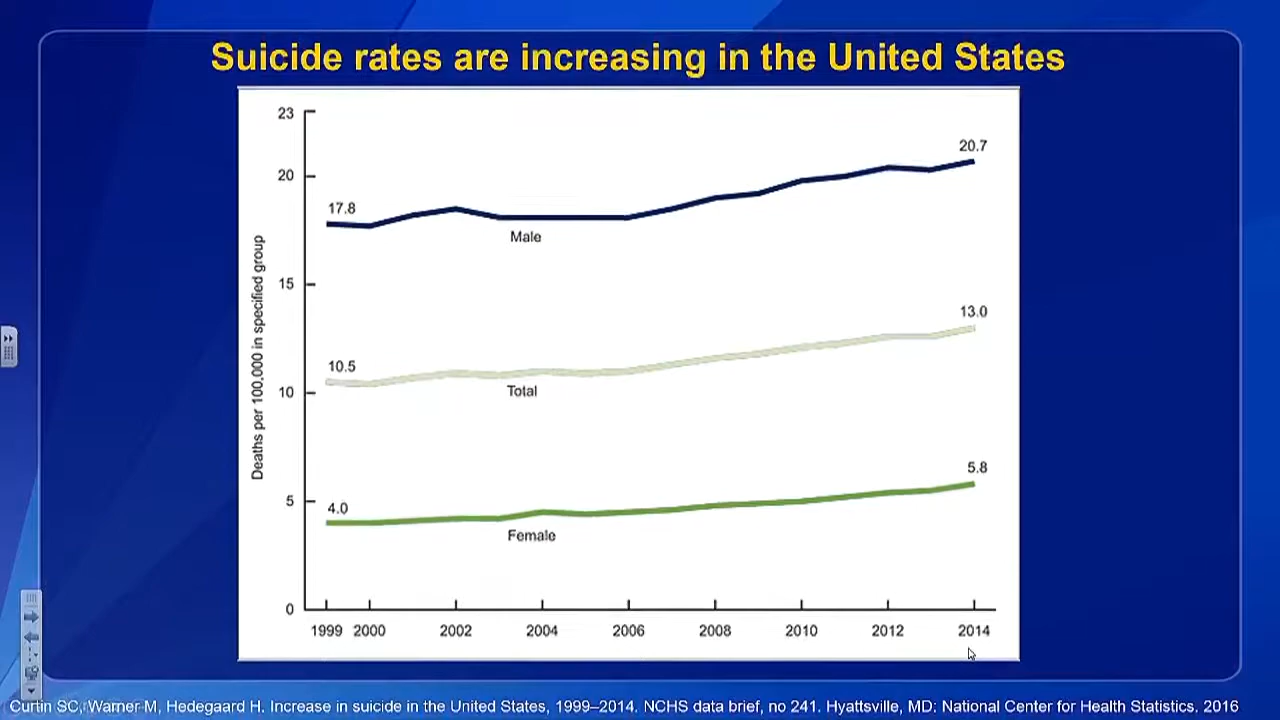 Suicide rates are increasing in the United States
23
20
15
10
5
0
Deaths per 100,000 in specified group
17.8
20.7
Male
10.5
13.0
Total
4.0
5.8
Female
1999 2000 2002 2004 2006 2008 2010 2012 2014
Curtin SC, Warner M, Hedegaard H. Increase in suicide in the United States, 1999–2014. NCHS data brief, no 241. Hyattsville, MD: National Center for Health Statistics. 2016